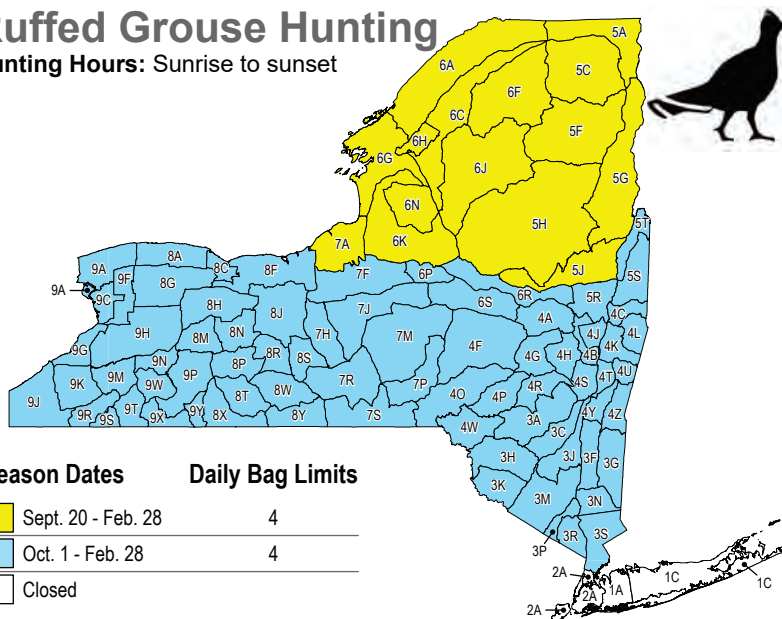 uffed Grouse Hunting
unting Hours: Sunrise to sunset
5A
6A
5C
6F
6C
5F
6H
6G
6J
5G
6N
5H
5T
7A
6K
8A
9A
8C
8F
7F
6P
5J
5S
9F
8G
9A
9C
6R
5R
6S
8H
8J
7J
4A
4C
9H
8M
8N
7H
7M
4J
4L
4K
9G
8R
8S
4F
4G
4H
4B
9N
8P
4U
9K
9M
9W
9P
7R
7P
4R
4S
4T
9J
8T
8W
4O
4P
9R
9S
9T
9X
9Y
8X
8Y
7S
4Y
4Z
3A
4W
3C
3H
3J
3F
3G
eason Dates Daily Bag Limits
3K
3M
3N
Sept. 20 - Feb. 28 4
3R
3S
3P
Oct. 1 - Feb. 28 4
2A
1C
1C
Closed
2A
1A
2A